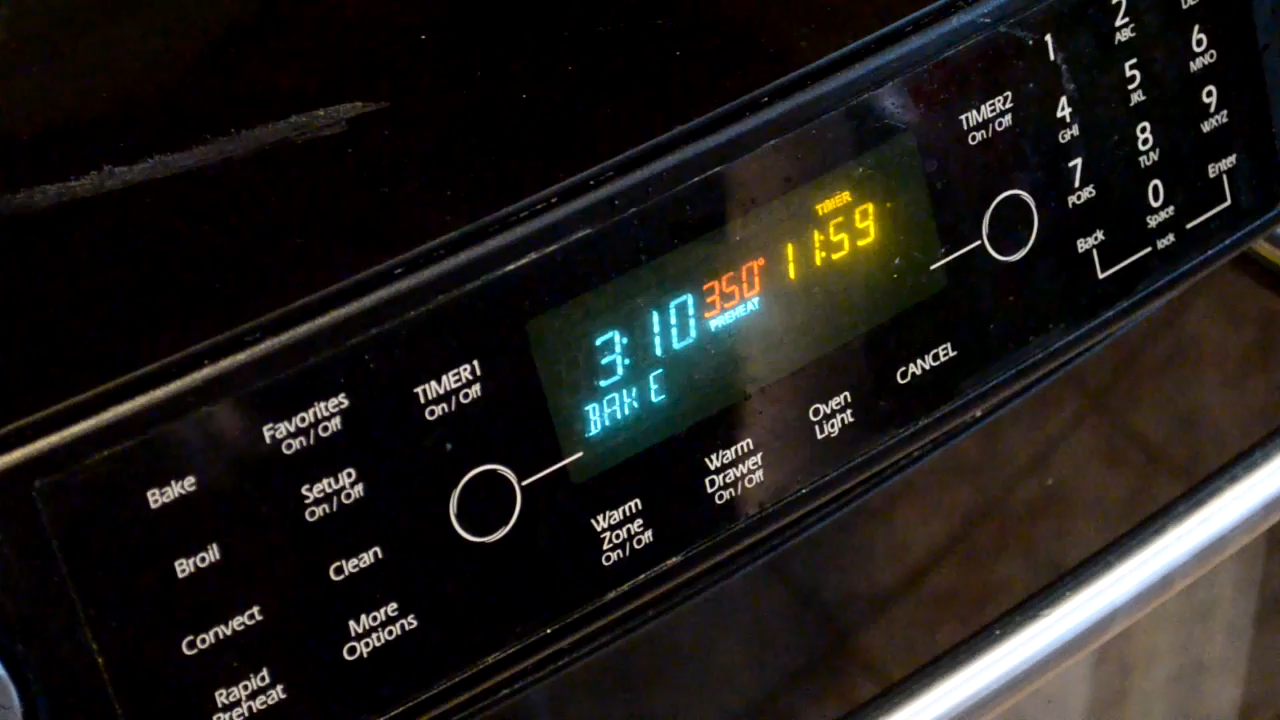 Bake
Broil
Convect
Rapid
Preheat
Favorites
On / Off
Setup
On / Off
Clean
More
Options
TIMER1
On / Off
3:10
350°
PREHEAT
BAKE
TIMER
11:59
Warm
Zone
On / Off
Warm
Drawer
On / Off
Oven
Light
CANCEL
TIMER2
On / Off
1
2
ABC
4
GHI
5
JKL
6
MNO
7
PQRS
8
TUV
9
WXYZ
Back
0
Space
Enter
lock